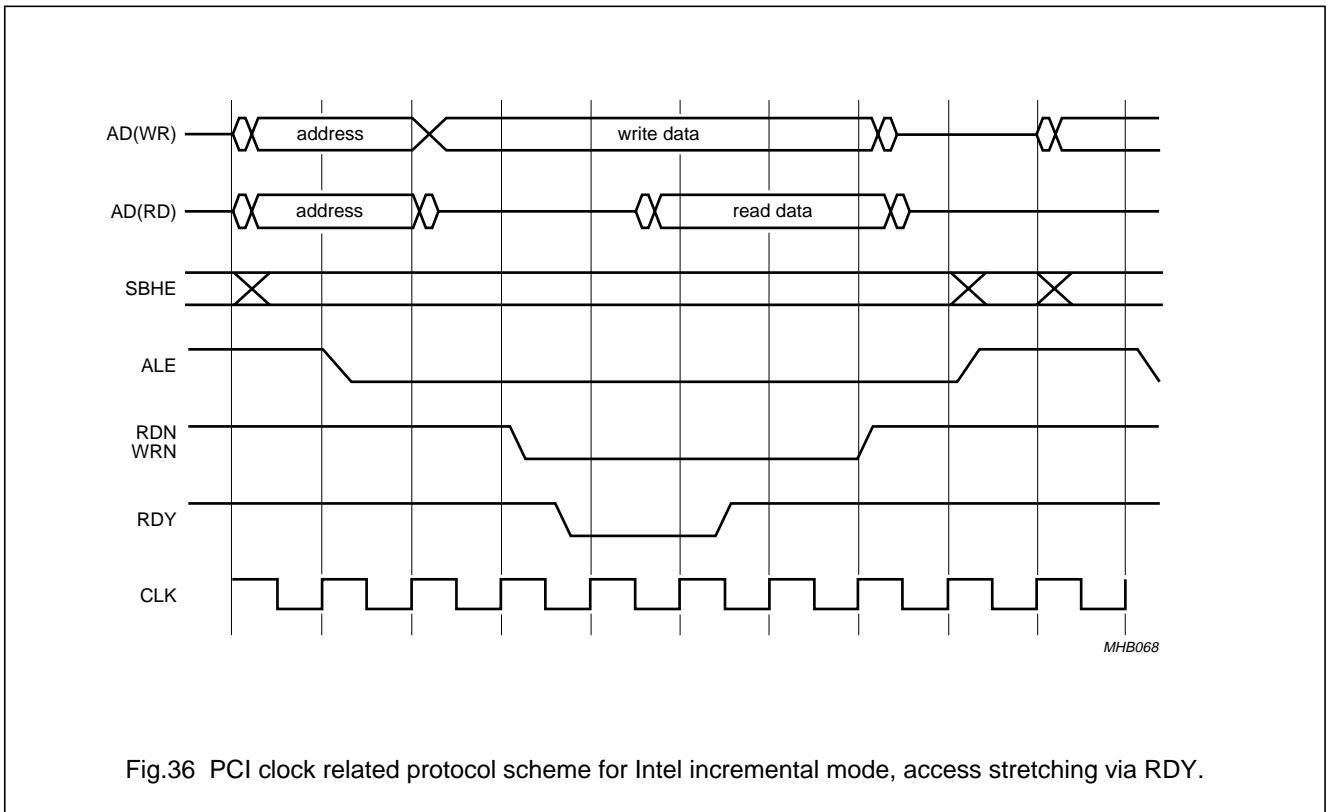 AD(WR) address write data
AD(RD) address read data
SBHE
ALE
RDN
WRN
RDY
CLK
MHB068
Fig.36 PCI clock related protocol scheme for Intel incremental mode, access stretching via RDY.